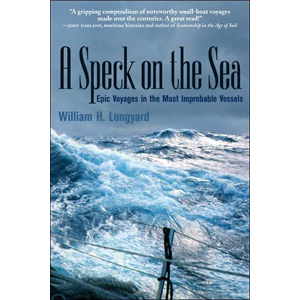 "A gripping compendium of noteworthy small-boat voyages
made over the centuries. A great read!"
—JOHN HARLAND, maritime historian and author of Seamanship in the Age of Sail
A Speck on the Sea
Epic Voyages in the Most Improbable Vessels
William H. Longyard